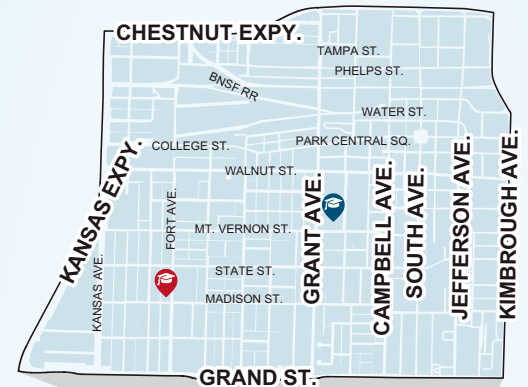 CHESTNUT EXPY.
TAMPA ST.
PHELPS ST.
BNSF RR
WATER ST.
PARK CENTRAL SQ.
COLLEGE ST.
WALNUT ST.
KANSAS EXPY.
FORT AVE.
GRANT AVE.
CAMPBELL AVE.
SOUTH AVE.
JEFFERSON AVE.
KIMBROUGH AVE.
MT. VERNON ST.
KANSAS AVE.
STATE ST.
MADISON ST.
GRAND ST.